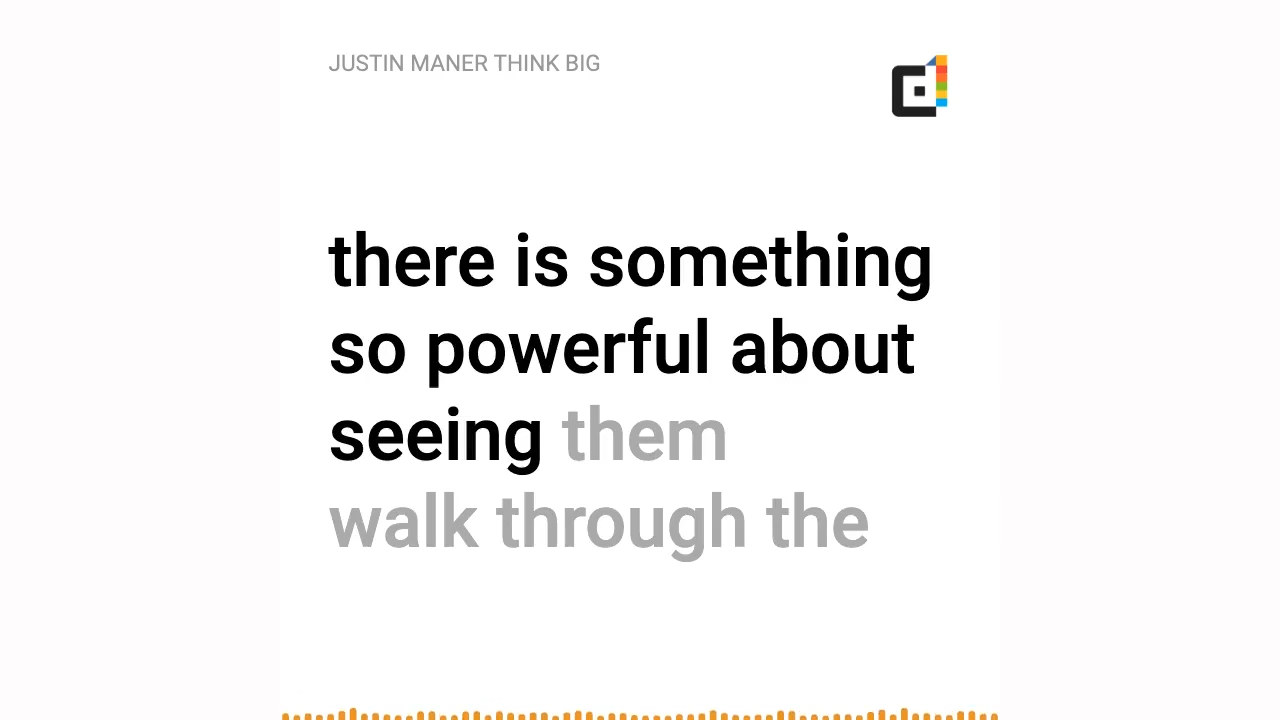 JUSTIN MANER THINK BIG
there is something
so powerful about
seeing them
walk through the